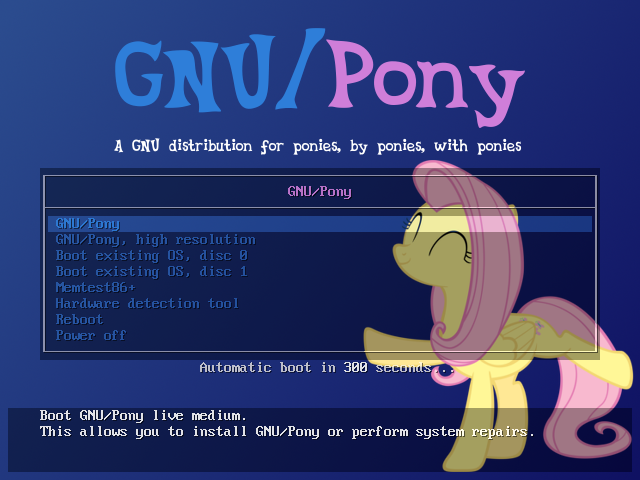 GNU/Pony
A GNU distribution for ponies, by ponies, with ponies
GNU/Pony
GNU/Pony
GNU/Pony, high resolution
Boot existing OS, disc 0
Boot existing OS, disc 1
Memtest86+
Hardware detection tool
Reboot
Power off
Automatic boot in 300 seconds...
Boot GNU/Pony live medium.
This allows you to install GNU/Pony or perform system repairs.